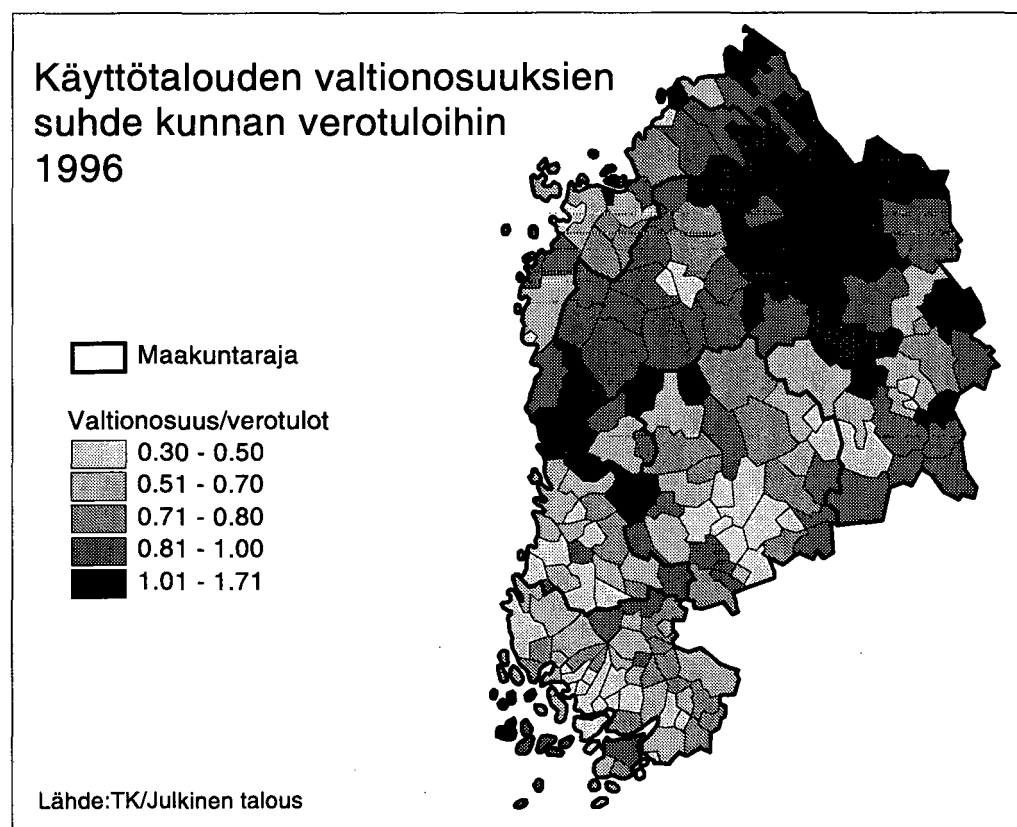 Käyttötalouden valtionosuuksien
suhde kunnan verotuloihin
1996
Maakuntaraja
Valtionosuus/verotulot
0.30 - 0.50
0.51 - 0.70
0.71 - 0.80
0.81 - 1.00
1.01 - 1.71
Lähde:TK/Julkinen talous